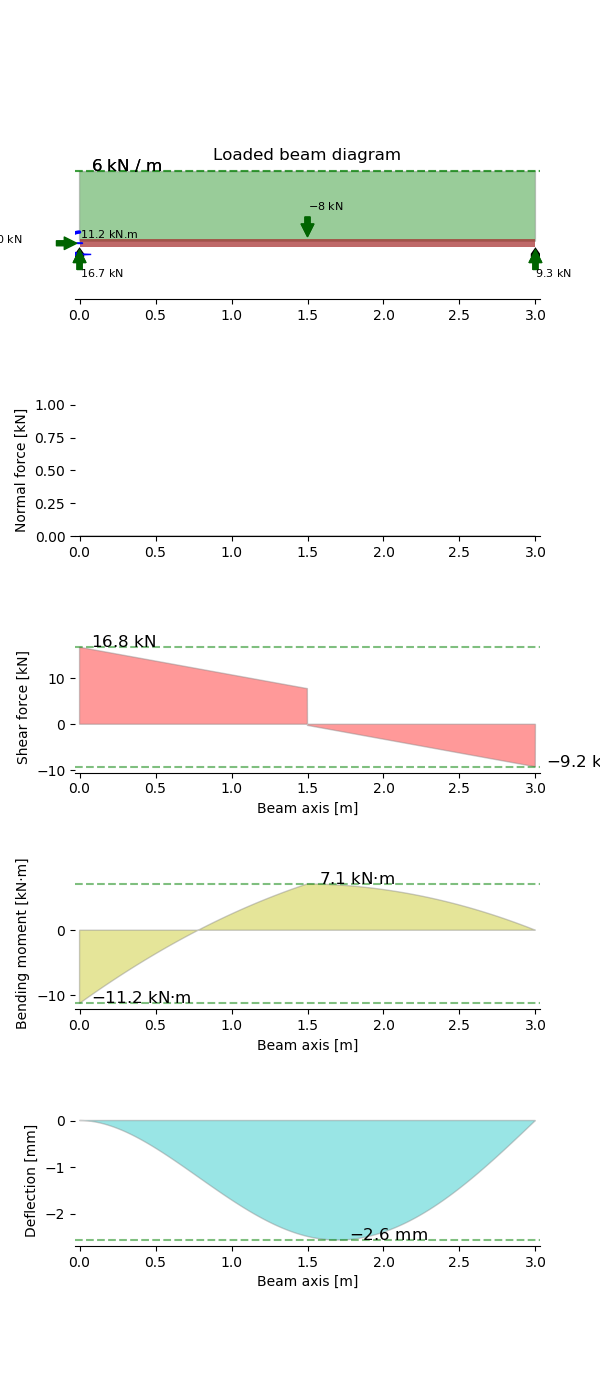 Loaded beam diagram
6 kN / m
−8 kN
11.2 kN.m
0 kN
16.7 kN
9.3 kN
0.0 0.5 1.0 1.5 2.0 2.5 3.0
Normal force [kN]
1.00
0.75
0.50
0.25
0.00
0.0 0.5 1.0 1.5 2.0 2.5 3.0
Shear force [kN]
16.8 kN
10
0
−10
−9.2 k
0.0 0.5 1.0 1.5 2.0 2.5 3.0
Beam axis [m]
Bending moment [kN·m]
7.1 kN·m
0
−10
−11.2 kN·m
0.0 0.5 1.0 1.5 2.0 2.5 3.0
Beam axis [m]
Deflection [mm]
0
−1
−2
−2.6 mm
0.0 0.5 1.0 1.5 2.0 2.5 3.0
Beam axis [m]